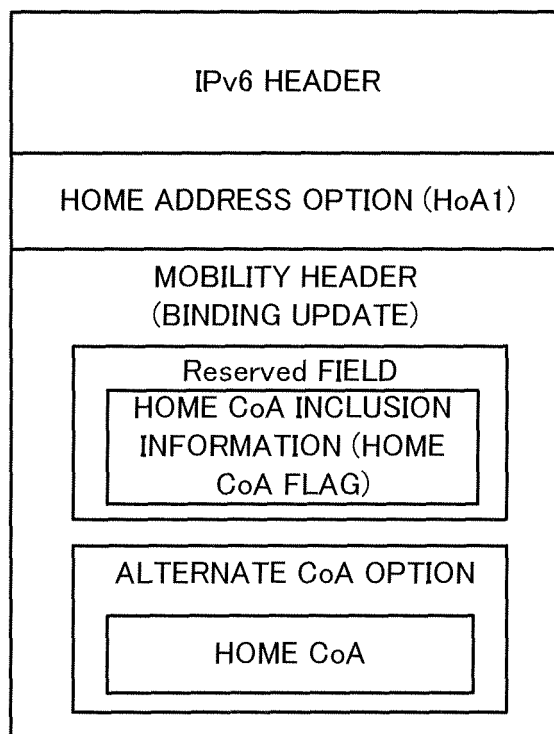 IPv6 HEADER
HOME ADDRESS OPTION (HoA1)
MOBILITY HEADER
(BINDING UPDATE)
Reserved FIELD
HOME CoA INCLUSION
INFORMATION (HOME
CoA FLAG)
ALTERNATE CoA OPTION
HOME CoA